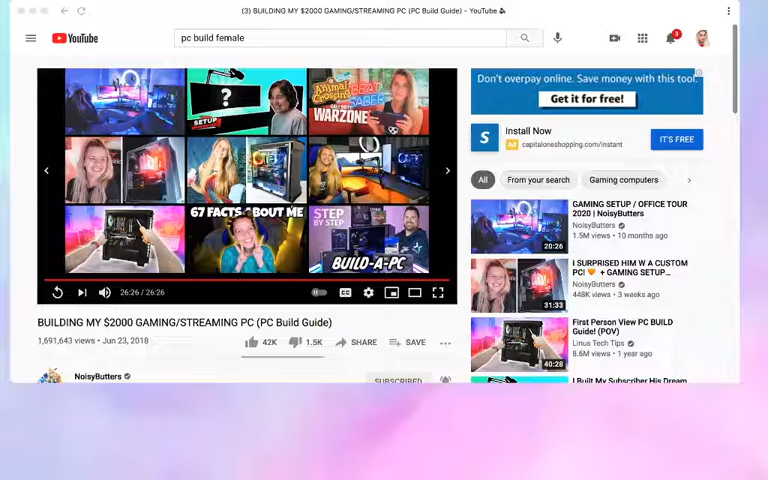 (3) BUILDING MY $2000 GAMING/STREAMING PC (PC Build Guide) - YouTube
YouTube
pc build female
3
Animal Crossing
BEAT SABER
CALL OF DUTY
WARZONE
?
SETUP
67 FACTS ABOUT ME
STEP BY STEP
BUILD-A-PC
26:26 / 26:26
CC
BUILDING MY $2000 GAMING/STREAMING PC (PC Build Guide)
1,691,643 views • Jun 23, 2018
42K
1.5K
SHARE
SAVE
NoisyButters
SUBSCRIBED
Don't overpay online. Save money with this tool.
Get it for free!
S
Install Now
Ad capitaloneshopping.com/instant
IT'S FREE
All
From your search
Gaming computers
GAMING SETUP / OFFICE TOUR
2020 | NoisyButters
NoisyButters
1.5M views • 10 months ago
20:26
I SURPRISED HIM W A CUSTOM
PC! 🧡 + GAMING SETUP...
NoisyButters
448K views • 3 weeks ago
31:33
First Person View PC BUILD
Guide! (POV)
Linus Tech Tips
8.6M views • 1 year ago
40:28
I Built My Subscriber His Dream